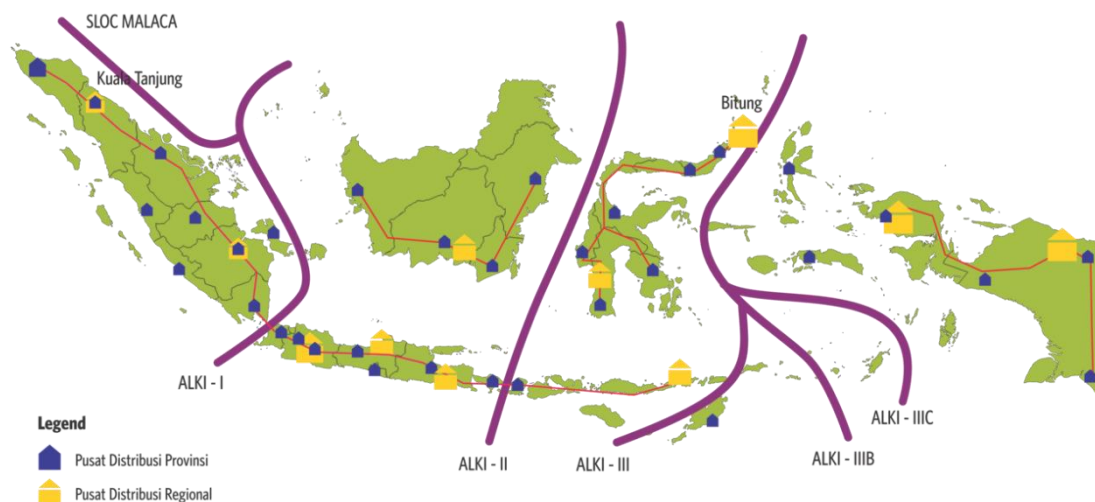 SLOC MALACA
Kuala Tanjung
Bitung
ALKI - I
ALKI - II
ALKI - III
ALKI - IIIB
ALKI - IIIC
Legend
Pusat Distribusi Provinsi
Pusat Distribusi Regional